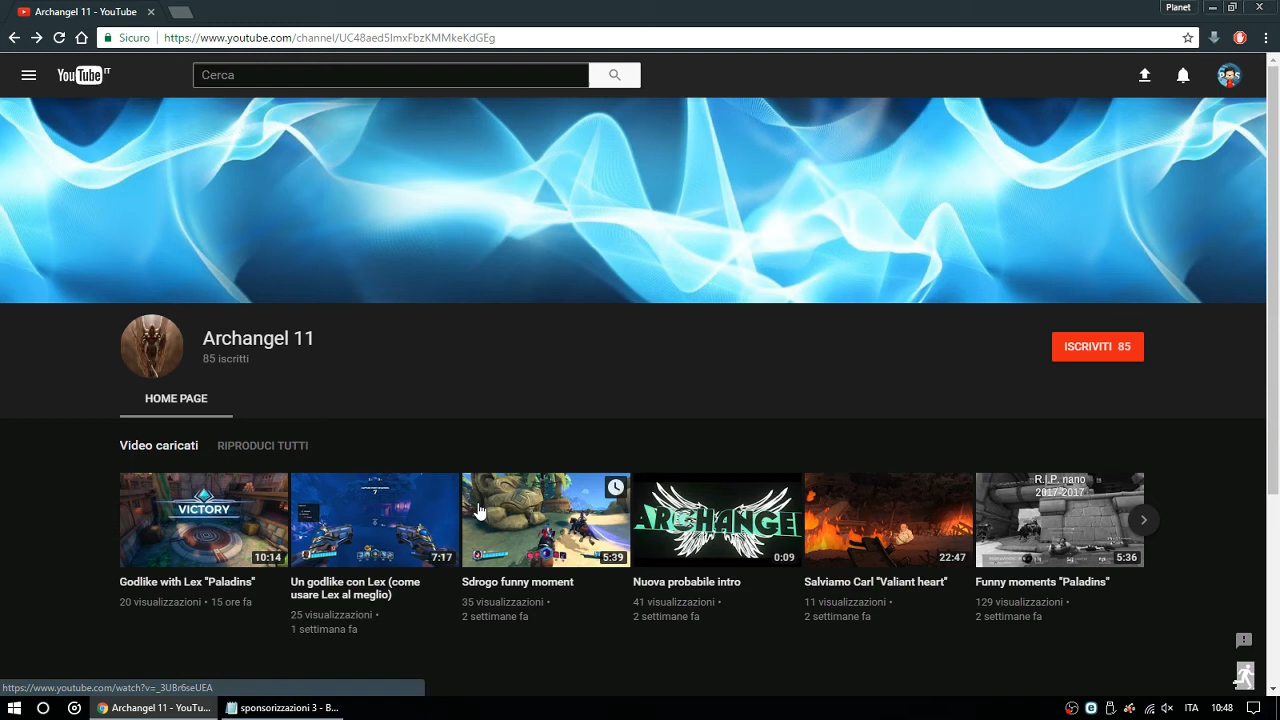 Archangel 11 - YouTube
Planet
Sicuro
https://www.youtube.com/channel/UC48aed5ImxFbzKMMkeKdGEg
YouTube IT
Cerca
Archangel 11
85 iscritti
ISCRIVITI 85
HOME PAGE
Video caricati
RIPRODUCI TUTTI
VICTORY
10:14
7
7:17
5:39
ARCHANGEL
0:09
22:47
R.I.P. nano
2017-2017
5:36
Godlike with Lex "Paladins"
20 visualizzazioni • 15 ore fa
Un godlike con Lex (come
usare Lex al meglio)
25 visualizzazioni •
1 settimana fa
Sdrogo funny moment
35 visualizzazioni •
2 settimane fa
Nuova probabile intro
41 visualizzazioni •
2 settimane fa
Salviamo Carl "Valiant heart"
11 visualizzazioni •
2 settimane fa
Funny moments "Paladins"
129 visualizzazioni •
2 settimane fa
https://www.youtube.com/watch?v=_3UBr6seUEA
Archangel 11 - YouTu...
sponsorizzazioni 3 - B...
ITA
10:48